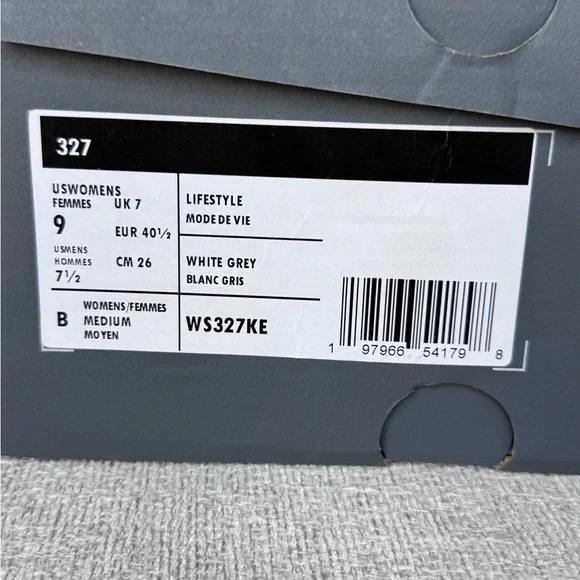 327
USWOMENS
FEMMES UK 7
9
EUR 40½
USMENS
HOMMES CM 26
7½
B
WOMENS/FEMMES
MEDIUM
MOYEN
LIFESTYLE
MODE DE VIE
WHITE GREY
BLANC GRIS
WS327KE
1 97966 54179 8